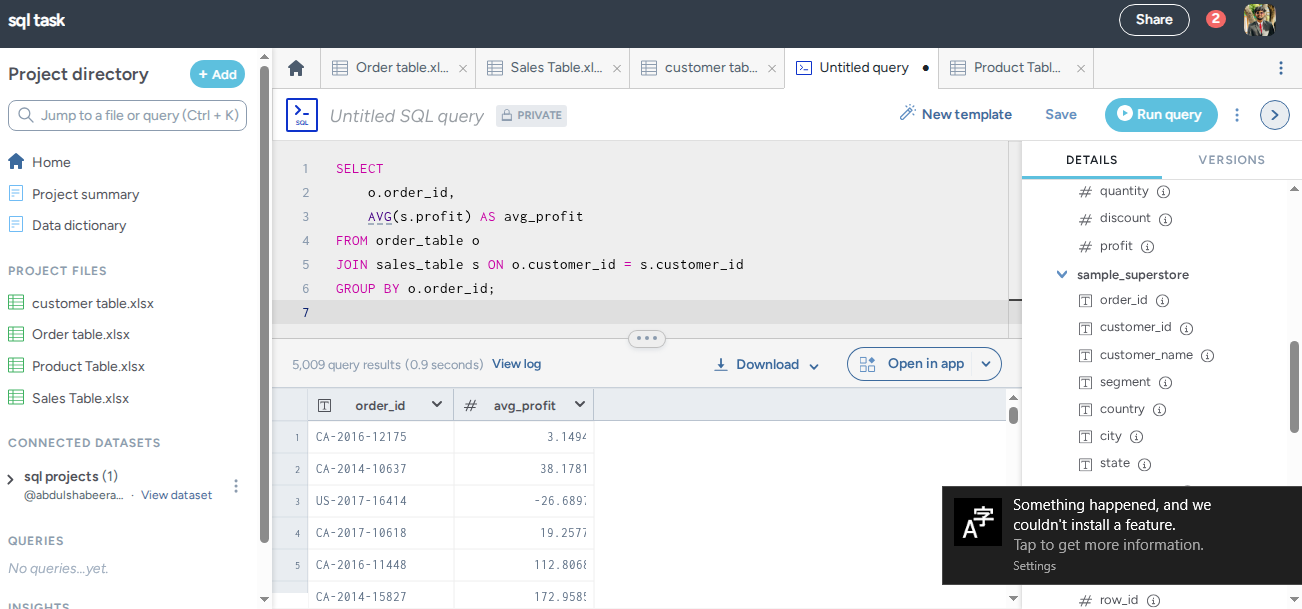 sql task
Share
2
Project directory
+ Add
Jump to a file or query (Ctrl + K)
Home
Project summary
Data dictionary
PROJECT FILES
customer table.xlsx
Order table.xlsx
Product Table.xlsx
Sales Table.xlsx
CONNECTED DATASETS
sql projects (1)
@abdulshabeera... · View dataset
QUERIES
No queries...yet.
INSIGHTS
Order table.xl... ×
Sales Table.xl... ×
customer tab... ×
Untitled query ●
Product Tabl... ×
SQL
Untitled SQL query
PRIVATE
New template
Save
Run query
1 SELECT
2 o.order_id,
3 AVG(s.profit) AS avg_profit
4 FROM order_table o
5 JOIN sales_table s ON o.customer_id = s.customer_id
6 GROUP BY o.order_id;
7
5,009 query results (0.9 seconds) View log
Download
Open in app
order_id # avg_profit
1 CA-2016-12175 3.1494
2 CA-2014-10637 38.1781
3 US-2017-16414 -26.6897
4 CA-2017-10618 19.2577
5 CA-2016-11448 112.8068
CA-2014-15827 172.9585
DETAILS
VERSIONS
# quantity
# discount
# profit
sample_superstore
T order_id
T customer_id
T customer_name
T segment
T country
T city
T state
A字
Something happened, and we
couldn't install a feature.
Tap to get more information.
Settings
# row_id